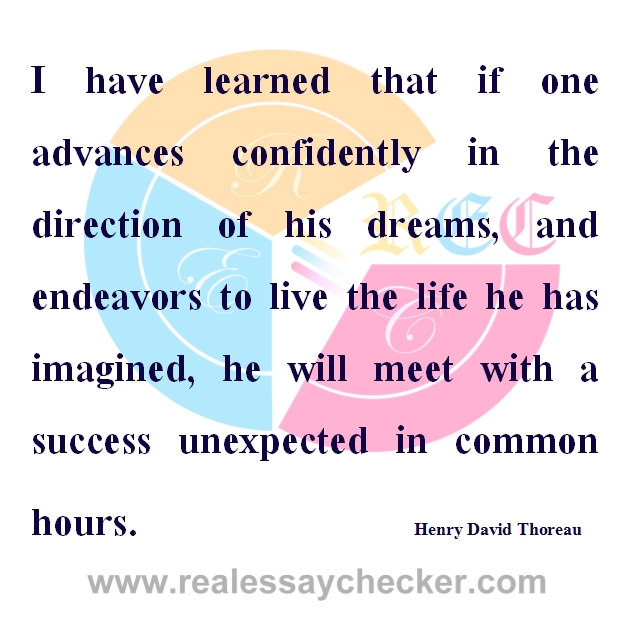 I have learned that if one
advances confidently in the
direction of his dreams, and
endeavors to live the life he has
imagined, he will meet with a
success unexpected in common
hours.
Henry David Thoreau
R
E
C
REC
www.realessaychecker.com